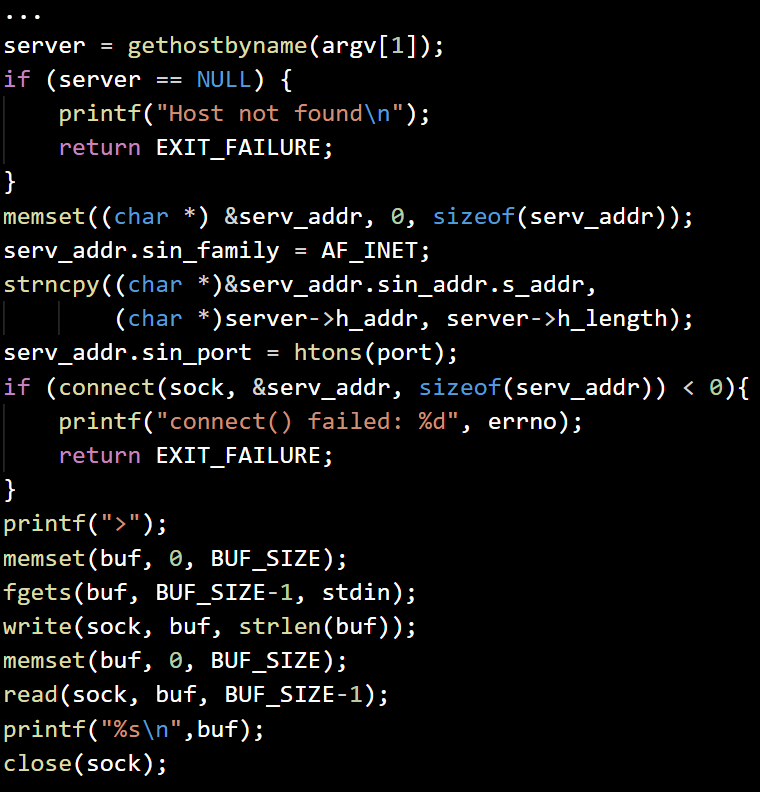 ...
server = gethostbyname(argv[1]);
if (server == NULL) {
    printf("Host not found\n");
    return EXIT_FAILURE;
}
memset((char *) &serv_addr, 0, sizeof(serv_addr));
serv_addr.sin_family = AF_INET;
strncpy((char *)&serv_addr.sin_addr.s_addr,
        (char *)server->h_addr, server->h_length);
serv_addr.sin_port = htons(port);
if (connect(sock, &serv_addr, sizeof(serv_addr)) < 0){
    printf("connect() failed: %d", errno);
    return EXIT_FAILURE;
}
printf(">");
memset(buf, 0, BUF_SIZE);
fgets(buf, BUF_SIZE-1, stdin);
write(sock, buf, strlen(buf));
memset(buf, 0, BUF_SIZE);
read(sock, buf, BUF_SIZE-1);
printf("%s\n",buf);
close(sock);